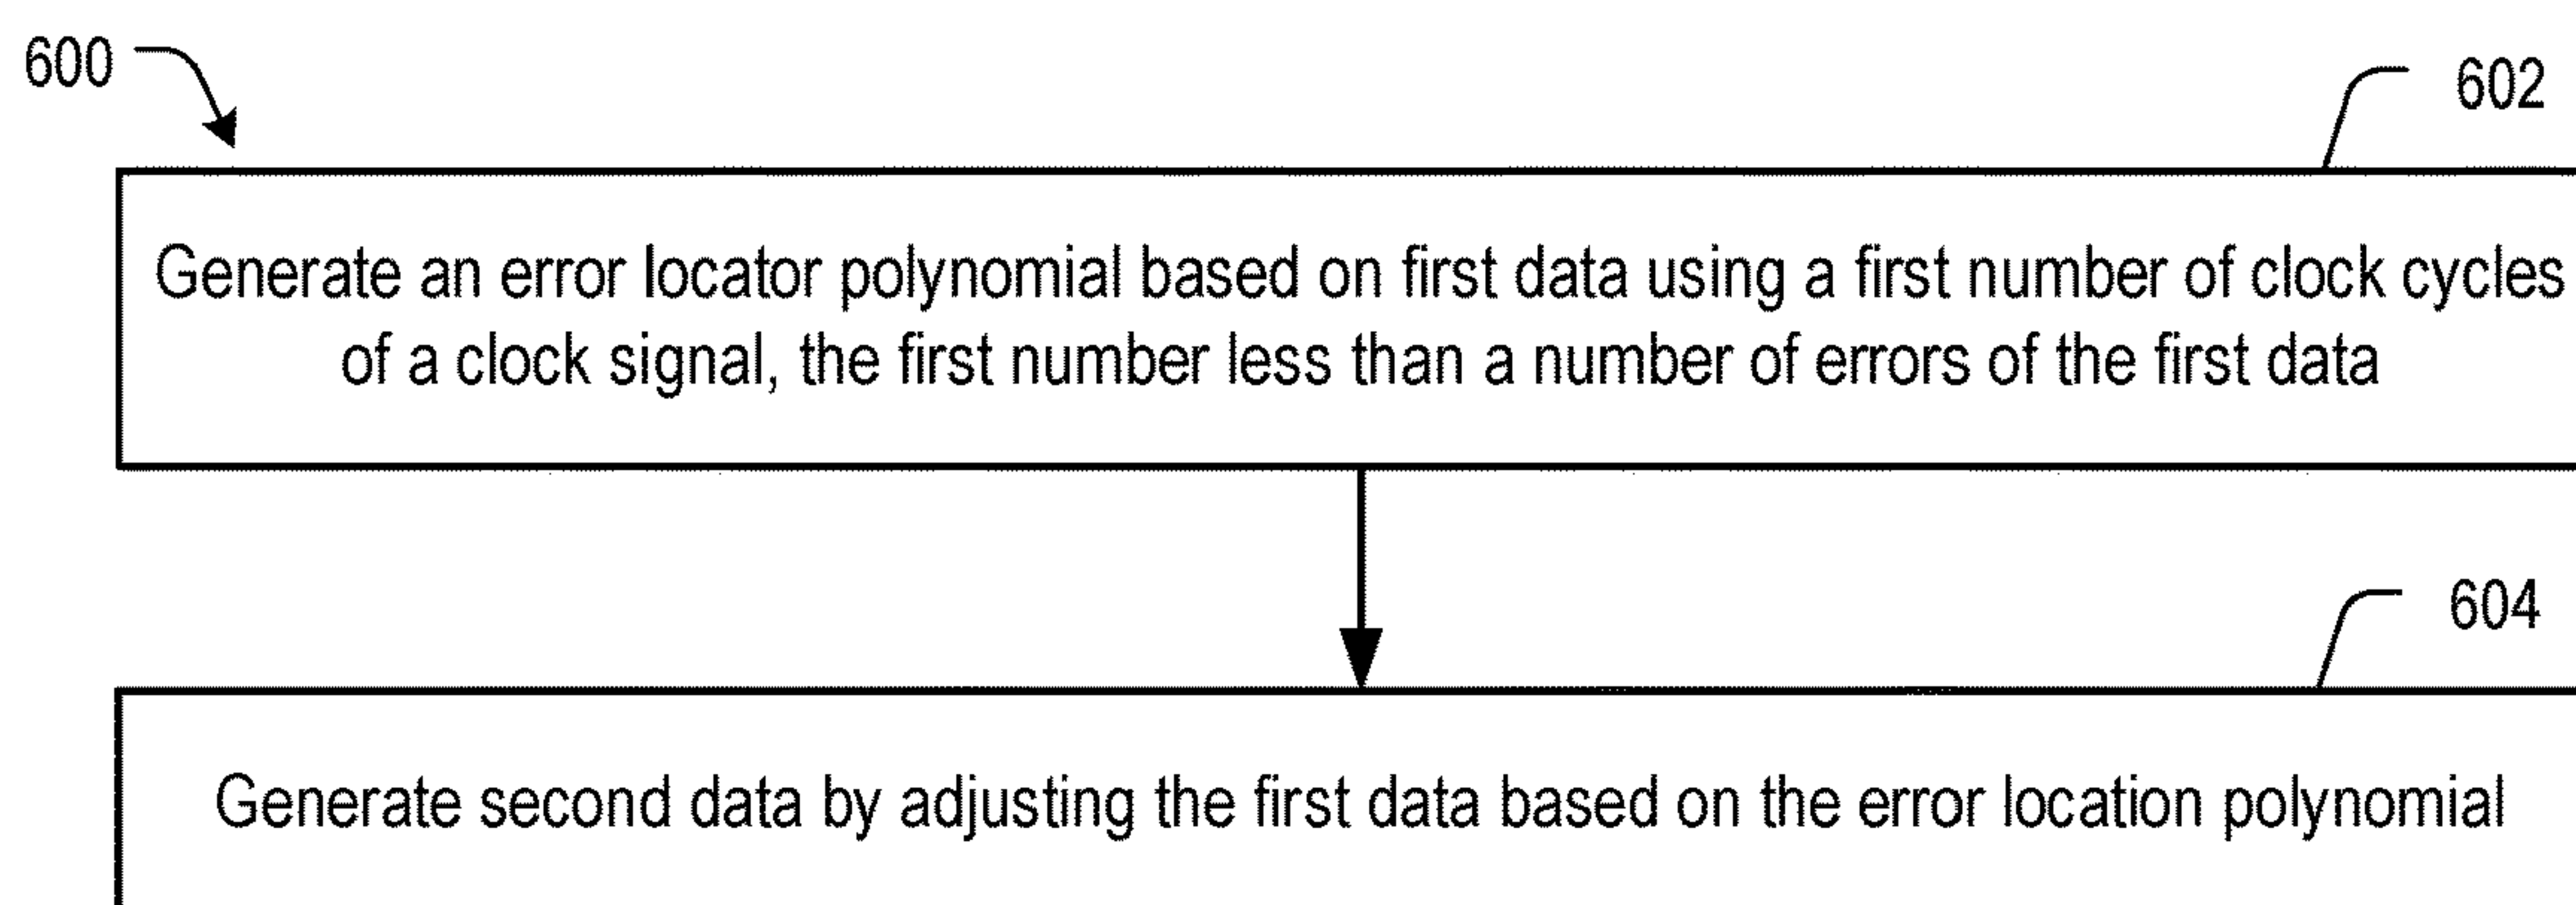 600
602
Generate an error locator polynomial based on first data using a first number of clock cycles
of a clock signal, the first number less than a number of errors of the first data
604
Generate second data by adjusting the first data based on the error location polynomial